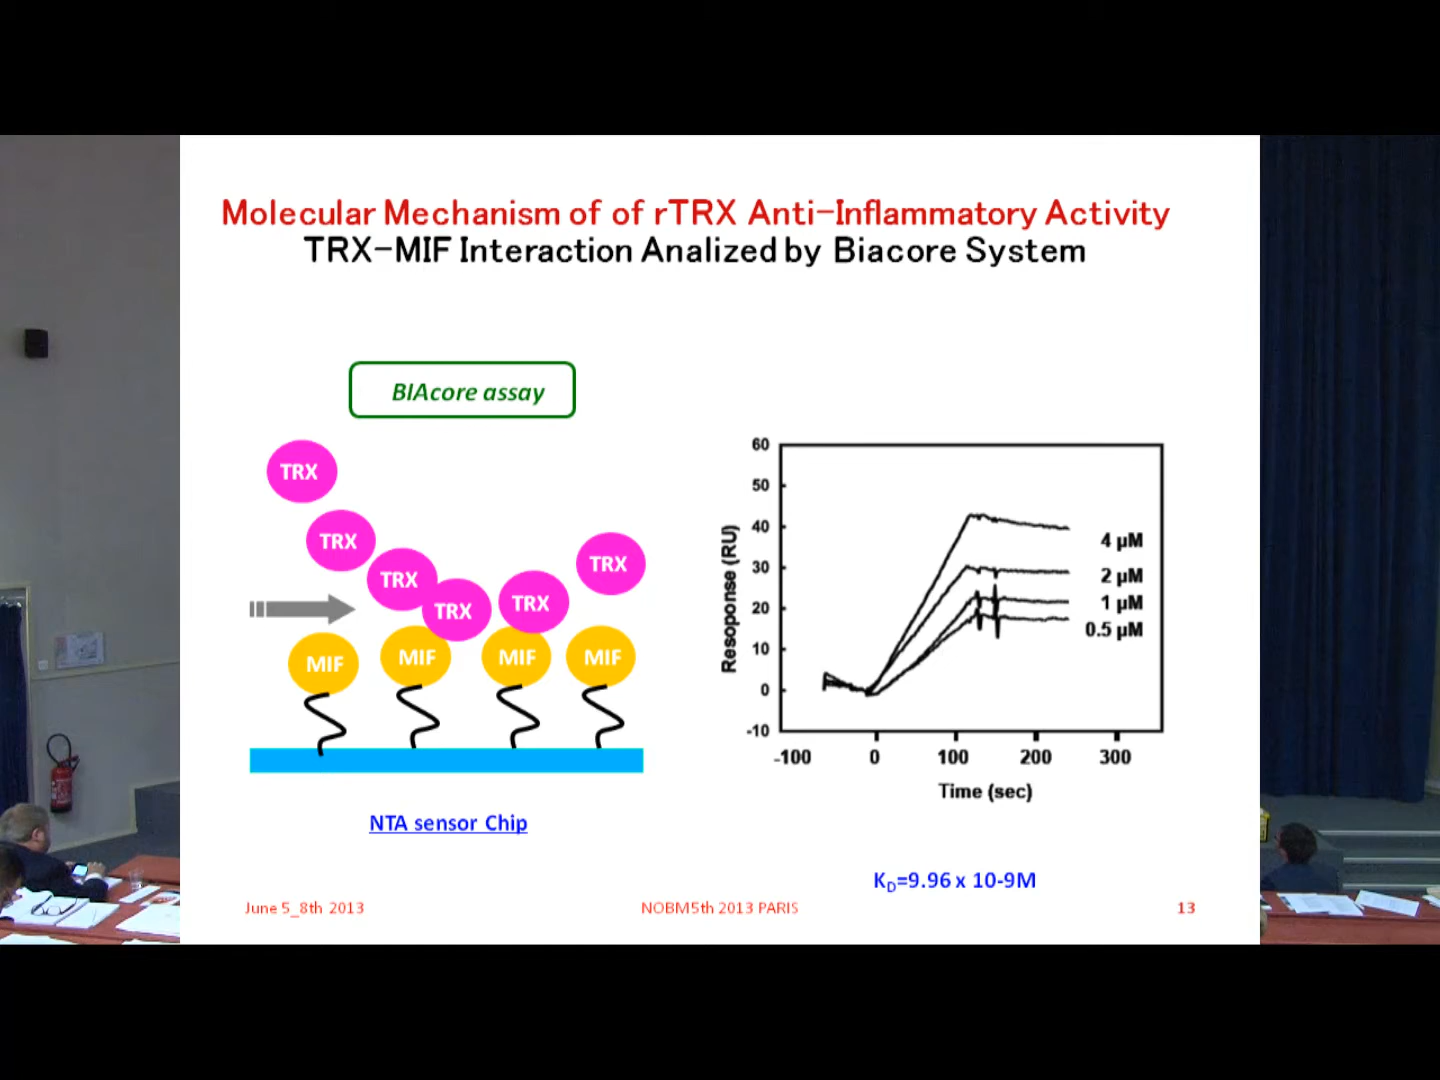 Molecular Mechanism of of rTRX Anti-Inflammatory Activity
TRX-MIF Interaction Analized by Biacore System
BIAcore assay
TRX
TRX
TRX
TRX
TRX
TRX
MIF
MIF
MIF
MIF
NTA sensor Chip
Resoponse (RU)
60
50
40
30
20
10
0
-10
4 µM
2 µM
1 µM
0.5 µM
-100 0 100 200 300
Time (sec)
KD=9.96 x 10-9M
June 5_8th 2013
NOBM5th 2013 PARIS
13